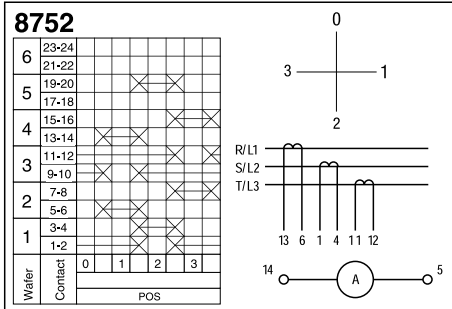 8752
6 23-24
21-22
5 19-20
17-18
4 15-16
13-14
3 11-12
9-10
2 7-8
5-6
1 3-4
1-2
Wafer Contact 0 1 2 3
POS
0
3 1
2
R/L1
S/L2
T/L3
13 6 1 4 11 12
14 A 5